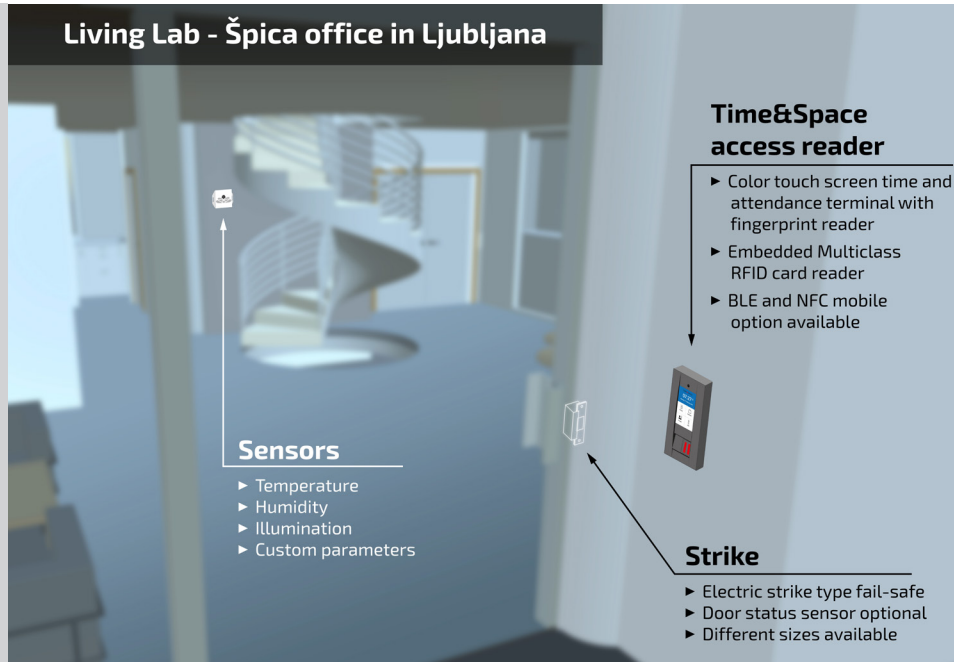 Living Lab - Špica office in Ljubljana
Time&Space
access reader
► Color touch screen time and
attendance terminal with
fingerprint reader
► Embedded Multiclass
RFID card reader
► BLE and NFC mobile
option available
Sensors
► Temperature
► Humidity
► Illumination
► Custom parameters
Strike
► Electric strike type fail-safe
► Door status sensor optional
► Different sizes available